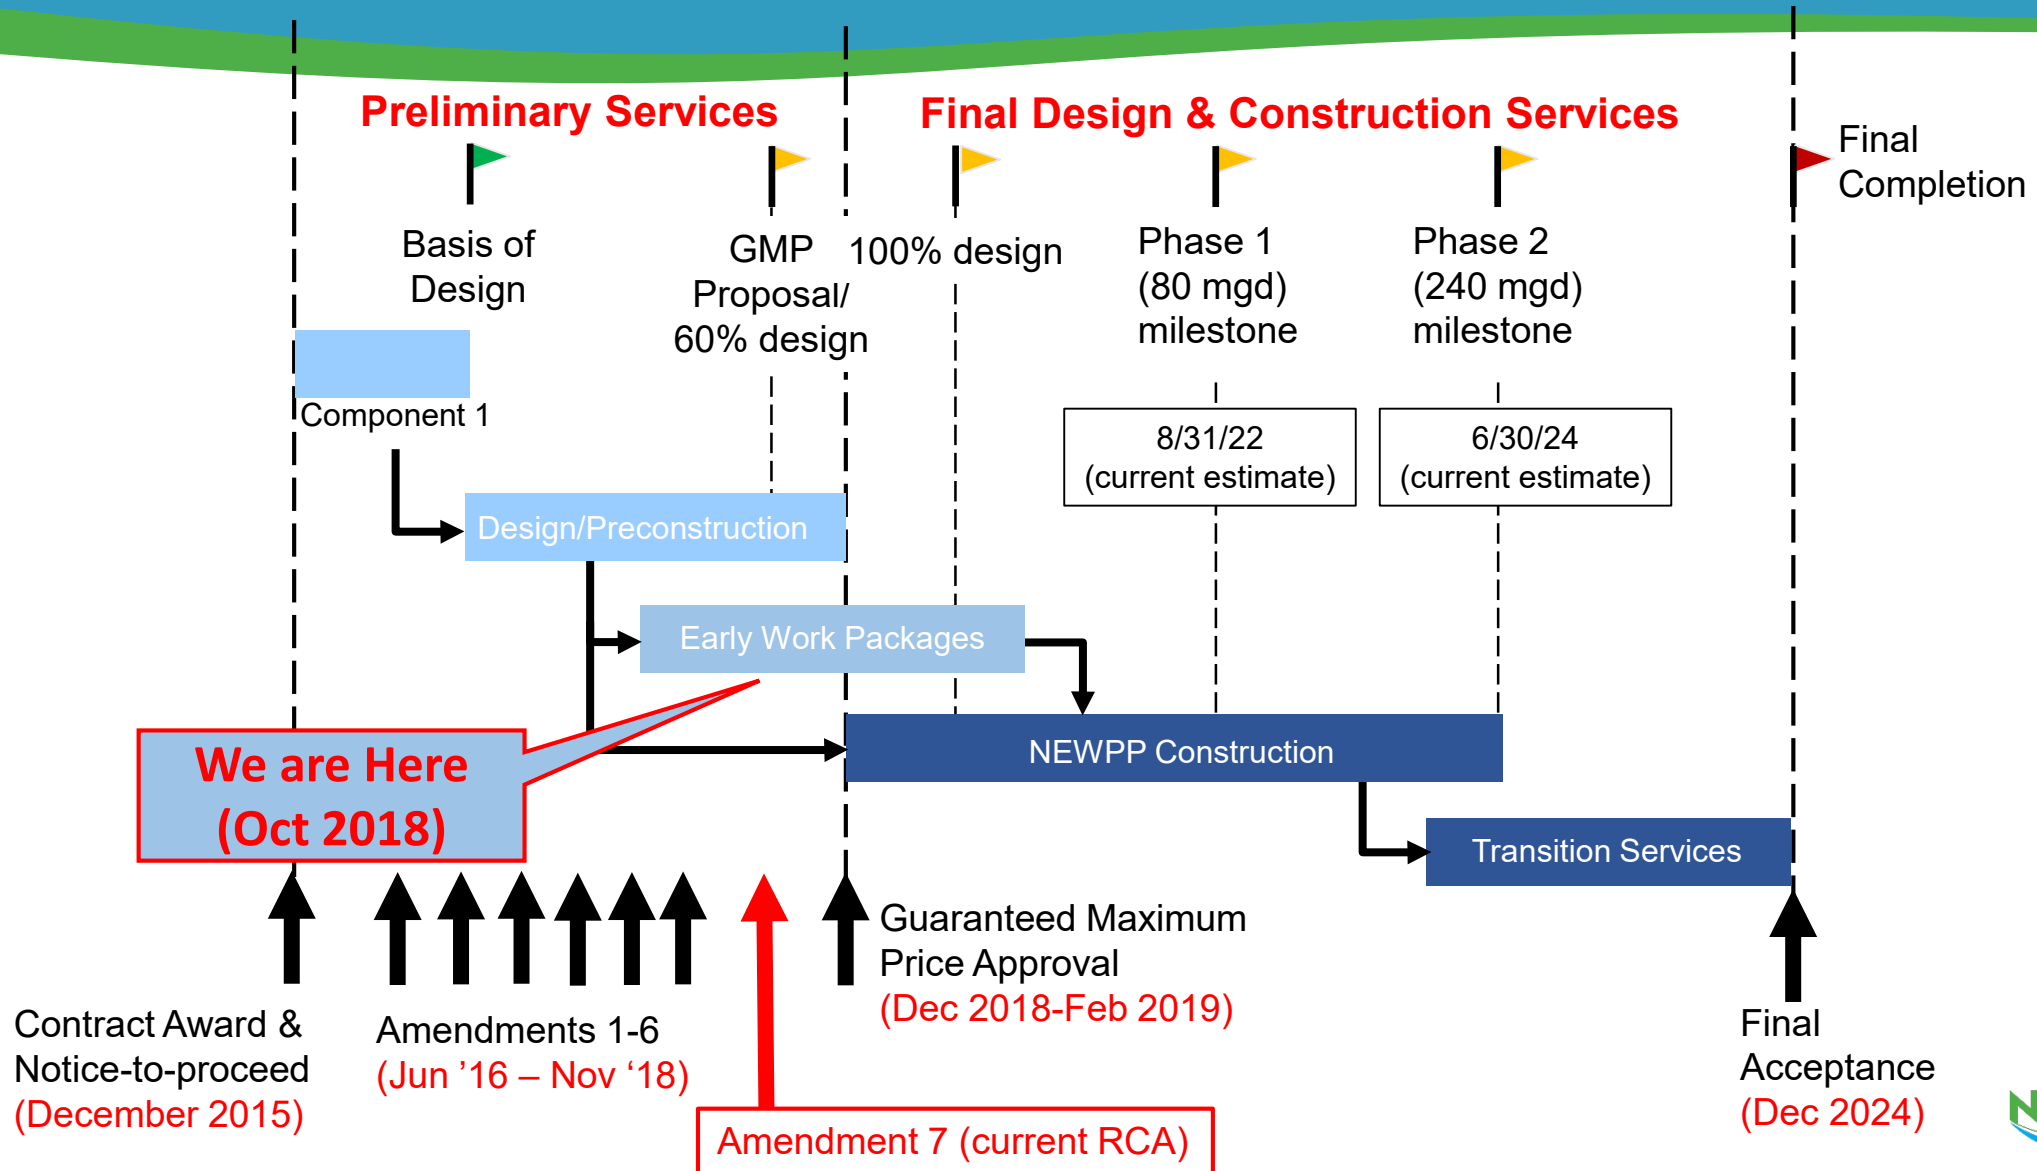 Preliminary Services
Final Design & Construction Services
Final
Completion
Basis of
Design
GMP
Proposal/
60% design
100% design
Phase 1
(80 mgd)
milestone
Phase 2
(240 mgd)
milestone
Component 1
8/31/22
(current estimate)
6/30/24
(current estimate)
Design/Preconstruction
Early Work Packages
We are Here
(Oct 2018)
NEWPP Construction
Transition Services
Contract Award &
Notice-to-proceed
(December 2015)
Amendments 1-6
(Jun ’16 – Nov ‘18)
Amendment 7 (current RCA)
Guaranteed Maximum
Price Approval
(Dec 2018-Feb 2019)
Final
Acceptance
(Dec 2024)